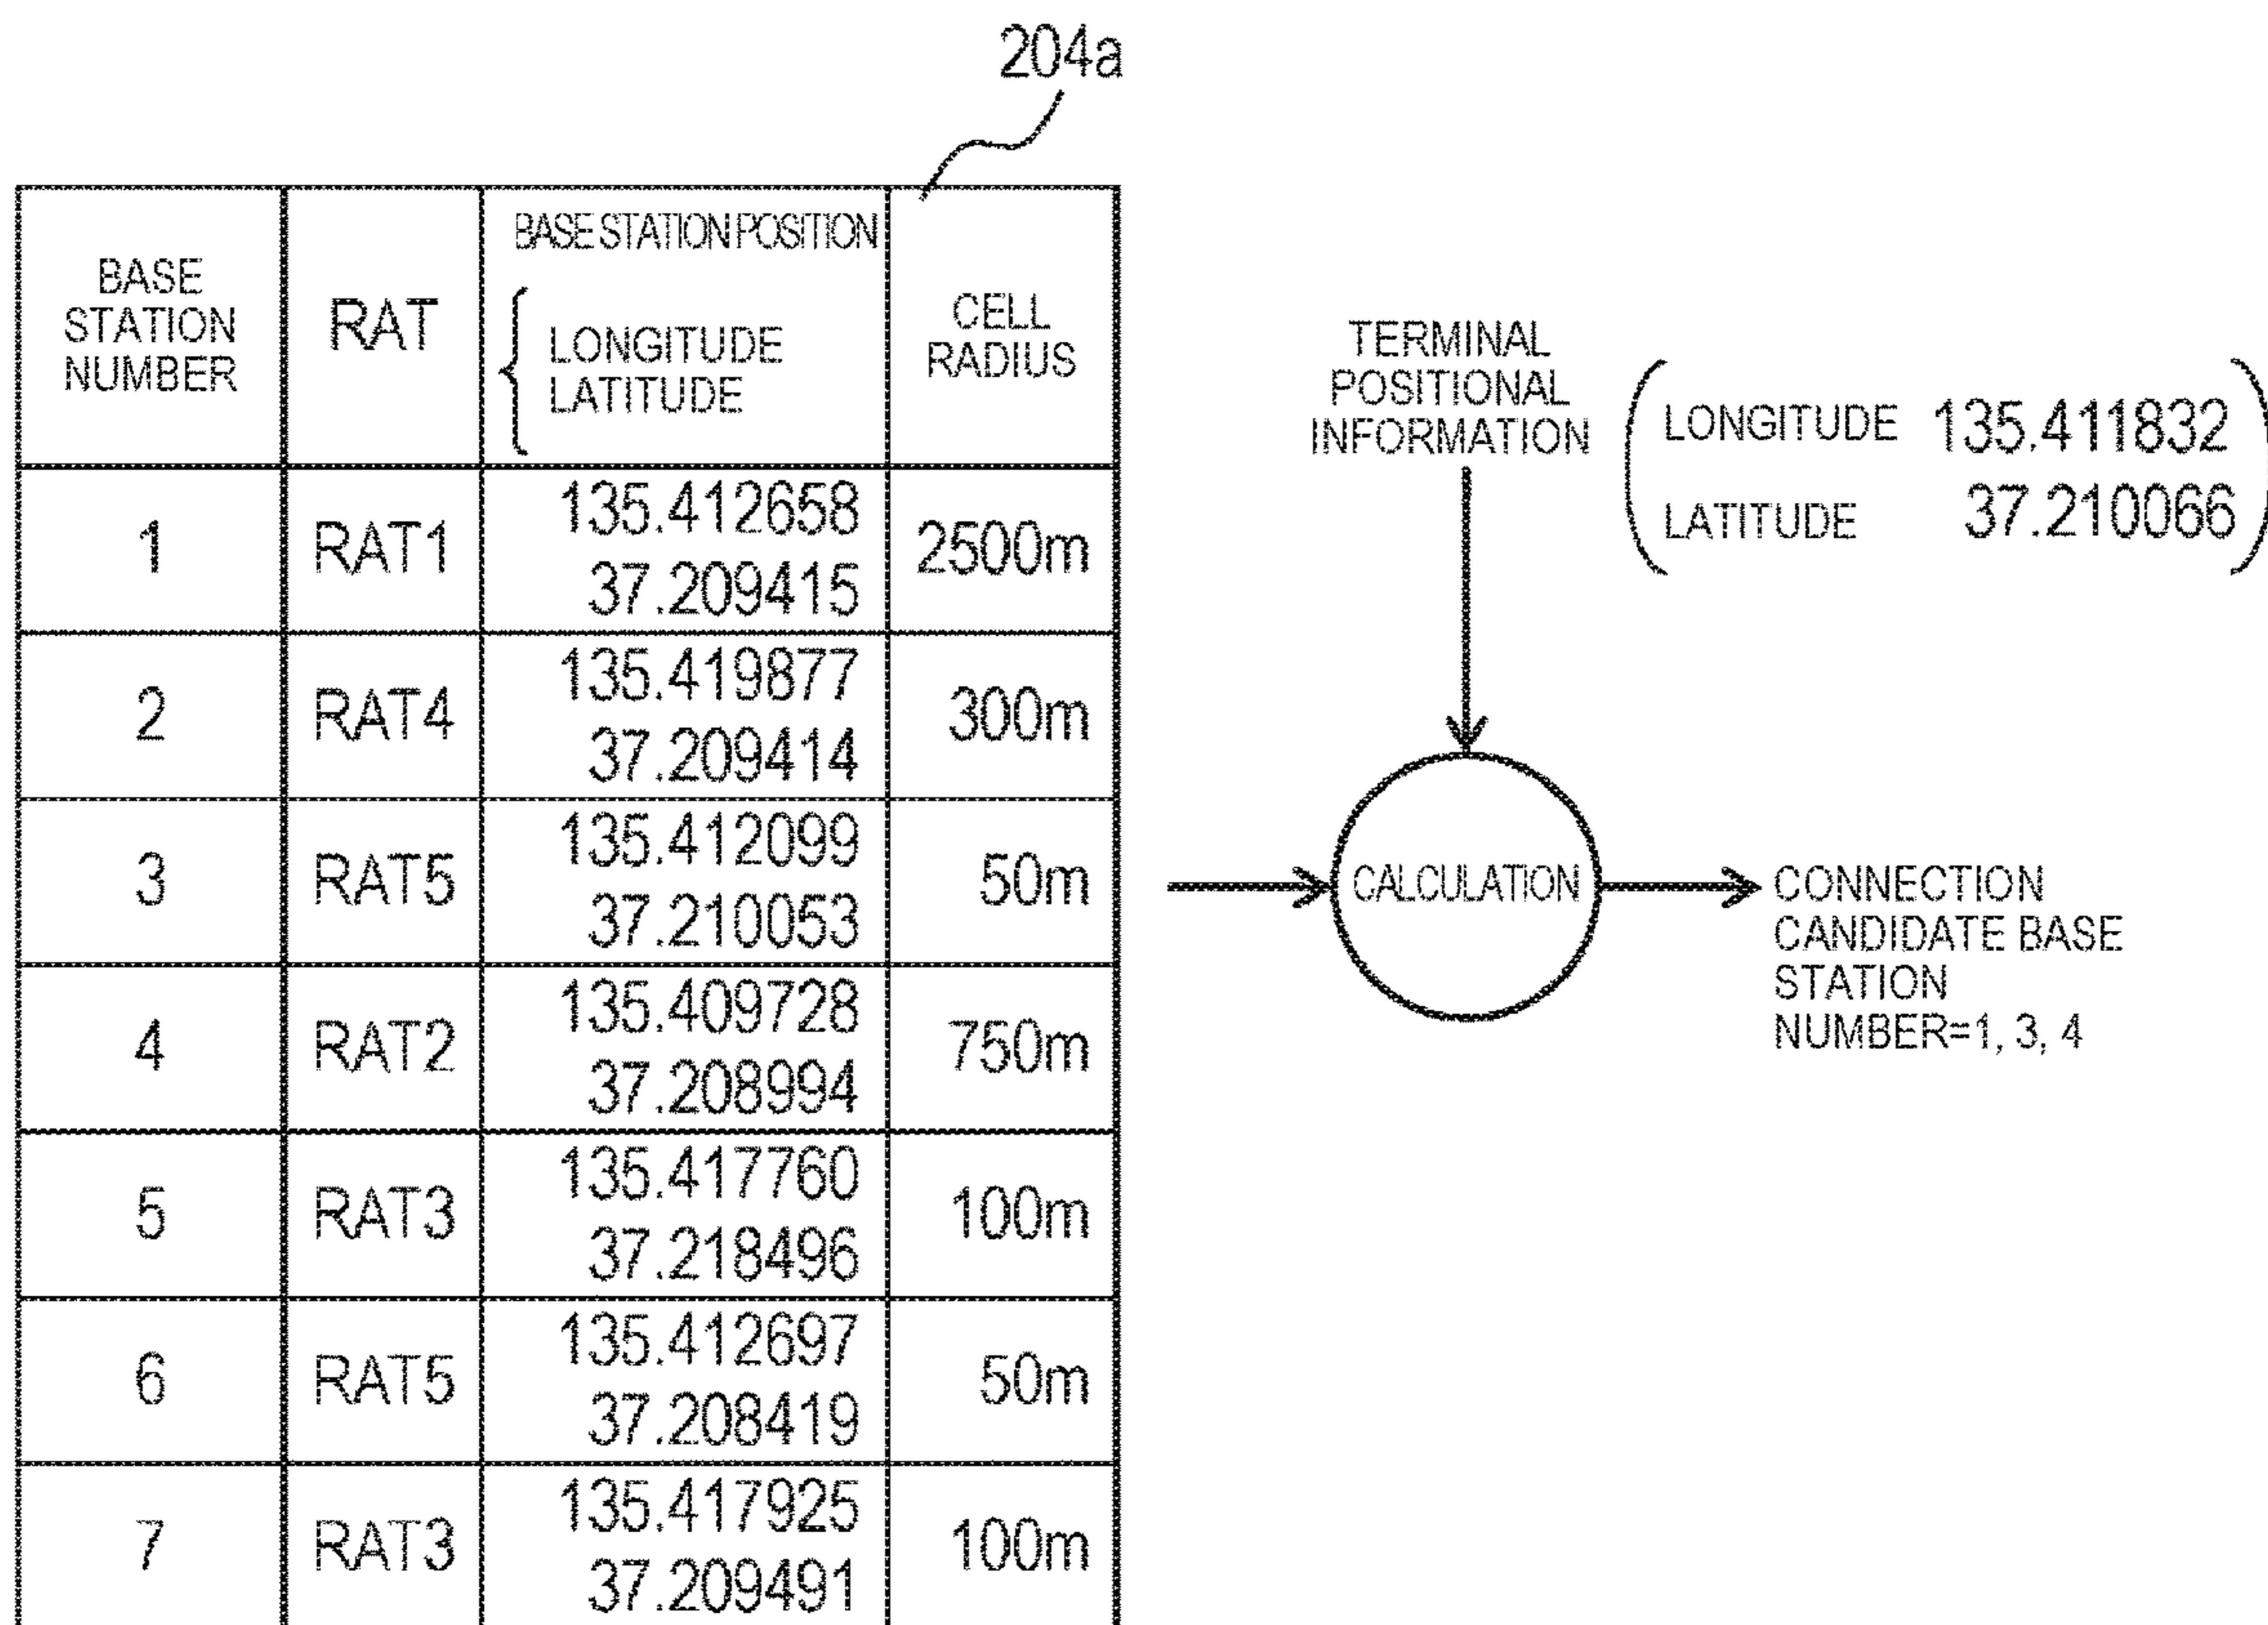 204a
BASE
STATION
NUMBER
RAT
BASE STATION POSITION
LONGITUDE
LATITUDE
CELL
RADIUS
1
RAT1
135.412658
37.209415
2500m
2
RAT4
135.419877
37.209414
300m
3
RAT5
135.412099
37.210053
50m
4
RAT2
135.409728
37.208994
750m
5
RAT3
135.417760
37.218496
100m
6
RAT5
135.412697
37.208419
50m
7
RAT3
135.417925
37.209491
100m
TERMINAL
POSITIONAL
INFORMATION
LONGITUDE 135.411832
LATITUDE 37.210066
CALCULATION
CONNECTION
CANDIDATE BASE
STATION
NUMBER=1, 3, 4